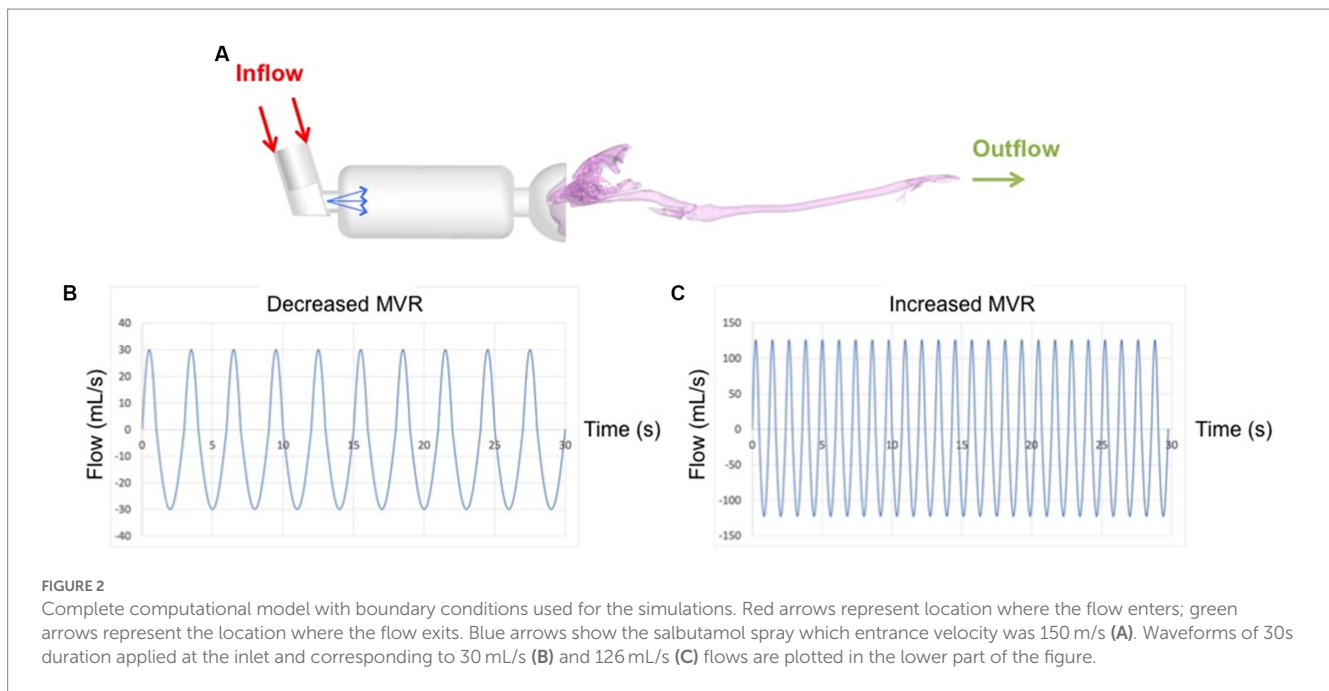 A
Inflow
Outflow
B
Decreased MVR
40
30
20
10
0
-10
-20
-30
-40
0 5 10 15 20 25 30
Flow (mL/s)
Time (s)
C
Increased MVR
150
100
50
0
-50
-100
-150
0 5 10 15 20 25 30
Flow (mL/s)
Time (s)
FIGURE 2
Complete computational model with boundary conditions used for the simulations. Red arrows represent location where the flow enters; green
arrows represent the location where the flow exits. Blue arrows show the salbutamol spray which entrance velocity was 150 m/s (A). Waveforms of 30s
duration applied at the inlet and corresponding to 30 mL/s (B) and 126 mL/s (C) flows are plotted in the lower part of the figure.